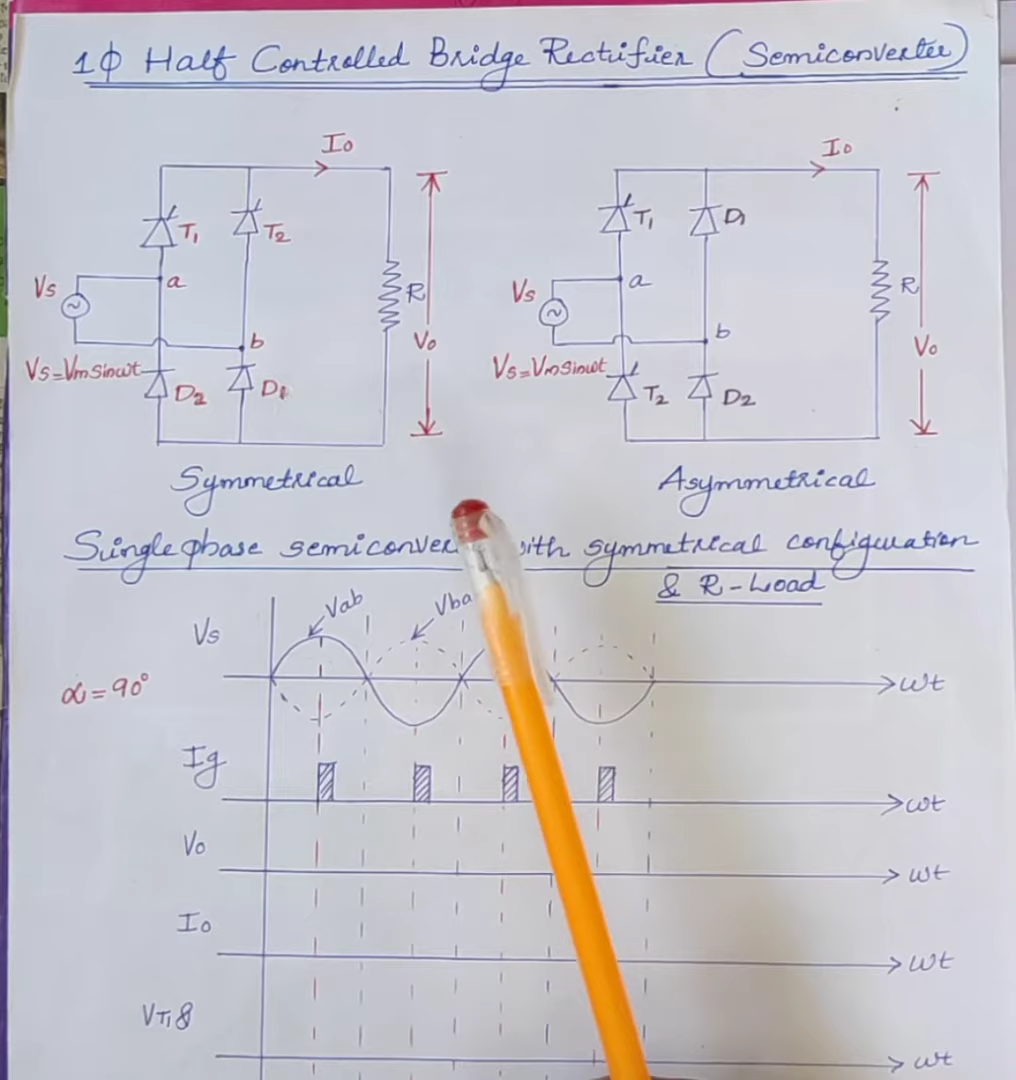 1Φ Half Controlled Bridge Rectifier (Semiconverter)
Io
T1
T2
a
Vs
R
b
Vo
Vs=Vmsinωt
D2
D1
Symmetrical
Io
T1
D1
a
Vs
R
b
Vo
Vs=Vmsinωt
T2
D2
Asymmetrical
Single phase semiconver with symmetrical configuration
& R-Load
Vs
Vab
Vba
ωt
α=90°
Ig
ωt
Vo
ωt
Io
ωt
VT1&
ωt